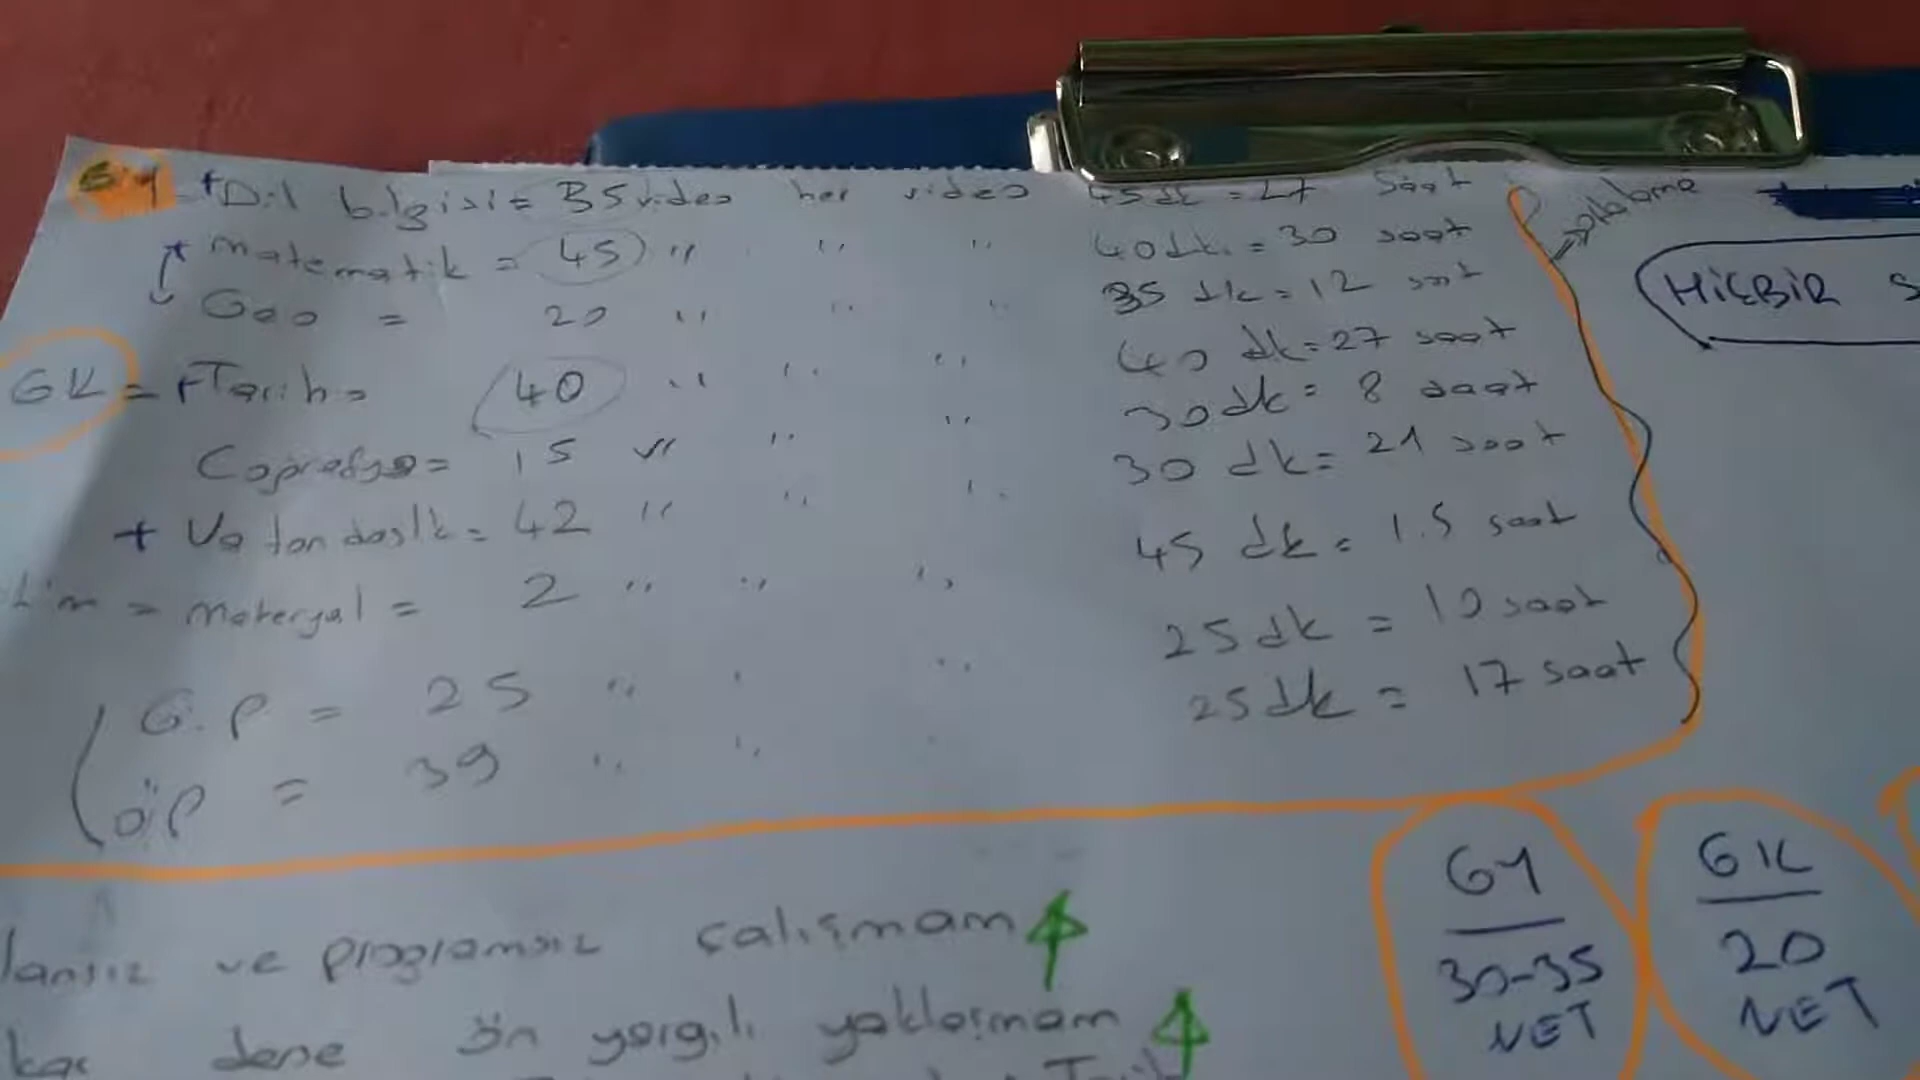 GY + Dil bilgisi = 35 video her video 45 dk = 27 saat
* matematik = 45 " " " 40 dk. = 30 saat
Geo = 20 " " " 35 dk = 12 saat
GK = + Tarih = 40 " " " 40 dk = 27 saat
Coğrafya = 15 " " " 30 dk = 8 saat
+ Vatandaşlık = 42 " " " 30 dk = 21 saat
= materyal = 2 " " " 45 dk = 1.5 saat
G.P = 25 " " " 25 dk = 10 saat
ÖP = 39 " " 25 dk = 17 saat
HİÇBİR
GY
30-35
NET
GK
20
NET
lansız ve programsız çalışmam
dene ön yargılı yaklaşmam